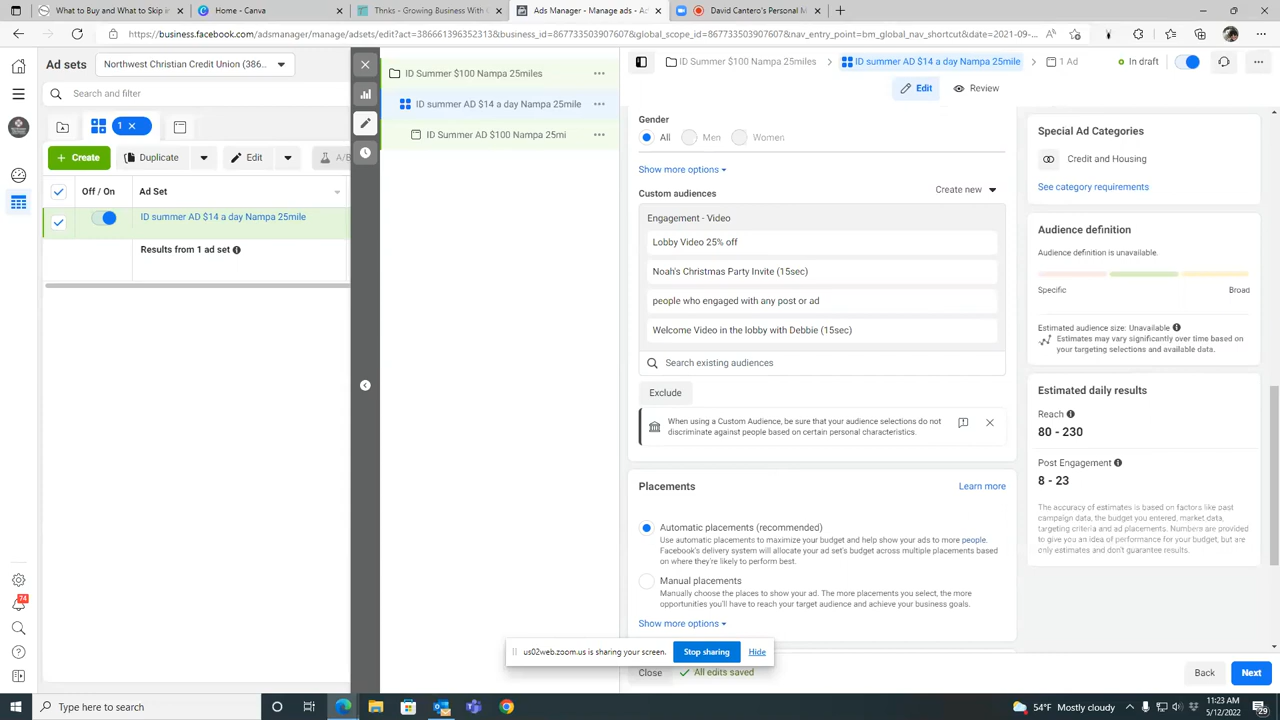 Buy and What to Skip in
Home - Canva
Thinks - Growing Business With
Ads Manager - Manage ads - A
David Cantero's Personal M
https://business.facebook.com/adsmanager/manage/adsets/edit?act=386661396352313&business_id=867733503907607&global_scope_id=867733503907607&nav_entry_point=bm_global_nav_shortcut&date=2021-09-...
Ad sets
Northwest Christian Credit Union (386...
Search and filter
1
Create
Duplicate
Edit
A/B
Off / On
Ad Set
ID summer AD $14 a day Nampa 25mile
Results from 1 ad set
74
ID Summer $100 Nampa 25miles
ID summer AD $14 a day Nampa 25mile
ID Summer AD $100 Nampa 25mi
ID Summer $100 Nampa 25miles
ID summer AD $14 a day Nampa 25mile
1 Ad
In draft
Edit
Review
Gender
All
Men
Women
Show more options
Custom audiences
Create new
Engagement - Video
Lobby Video 25% off
Noah's Christmas Party Invite (15sec)
people who engaged with any post or ad
Welcome Video in the lobby with Debbie (15sec)
Search existing audiences
Exclude
When using a Custom Audience, be sure that your audience selections do not
discriminate against people based on certain personal characteristics.
Placements
Learn more
Automatic placements (recommended)
Use automatic placements to maximize your budget and help show your ads to more people.
Facebook's delivery system will allocate your ad set's budget across multiple placements based
on where they're likely to perform best.
Manual placements
Manually choose the places to show your ad. The more placements you select, the more
opportunities you'll have to reach your target audience and achieve your business goals.
Show more options
us02web.zoom.us is sharing your screen.
Stop sharing
Hide
Close
All edits saved
Back
Next
Special Ad Categories
Credit and Housing
See category requirements
Audience definition
Audience definition is unavailable.
Specific
Broad
Estimated audience size: Unavailable
Estimates may vary significantly over time based on
your targeting selections and available data.
Estimated daily results
Reach
80 - 230
Post Engagement
8 - 23
The accuracy of estimates is based on factors like past
campaign data, the budget you entered, market data,
targeting criteria and ad placements. Numbers are provided
to give you an idea of performance for your budget, but are
only estimates and don't guarantee results.
Type here to search
54°F Mostly cloudy
11:23 AM
5/12/2022
29